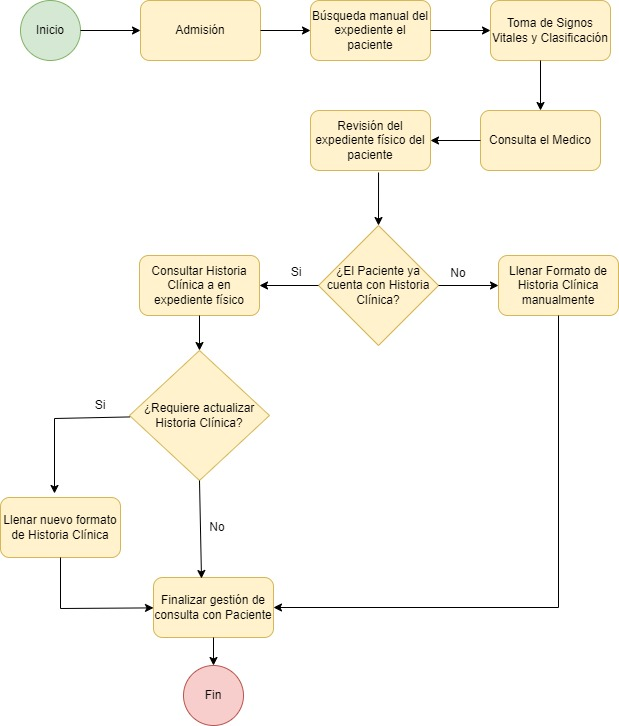 Inicio
Admisión
Búsqueda manual del
expediente el
paciente
Toma de Signos
Vitales y Clasificación
Revisión del
expediente físico del
paciente
Consulta el Medico
Consultar Historia
Clínica a en
expediente físico
Si
¿El Paciente ya
cuenta con Historia
Clínica?
No
Llenar Formato de
Historia Clínica
manualmente
Si
¿Requiere actualizar
Historia Clínica?
Llenar nuevo formato
de Historia Clínica
No
Finalizar gestión de
consulta con Paciente
Fin